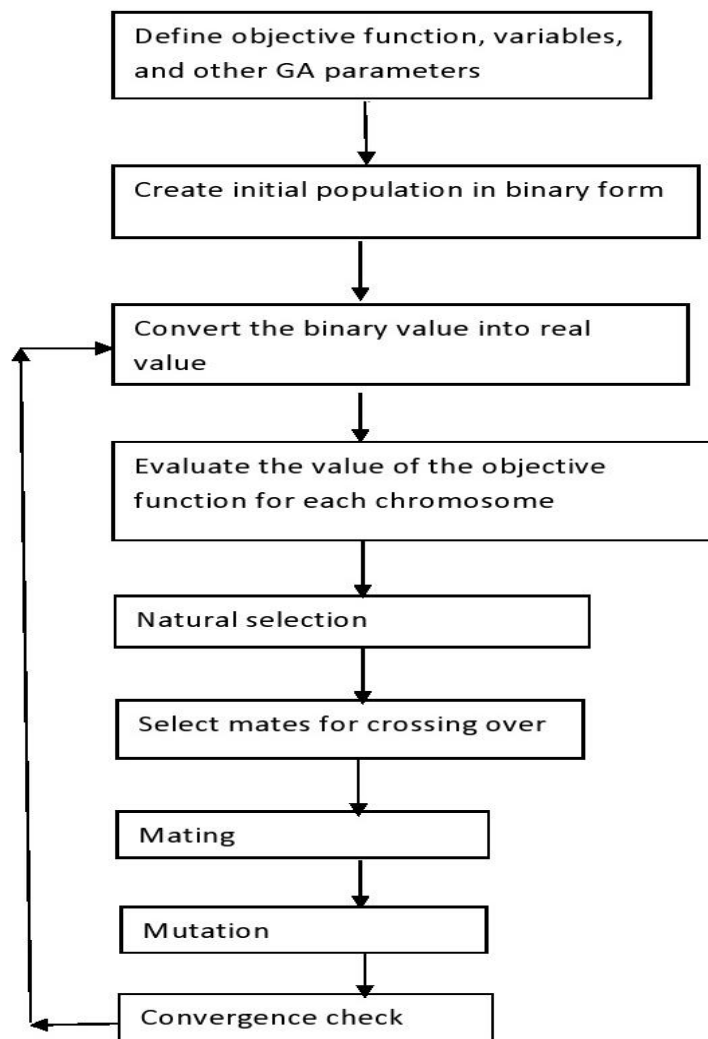 Define objective function, variables,
and other GA parameters
Create initial population in binary form
Convert the binary value into real
value
Evaluate the value of the objective
function for each chromosome
Natural selection
Select mates for crossing over
Mating
Mutation
Convergence check